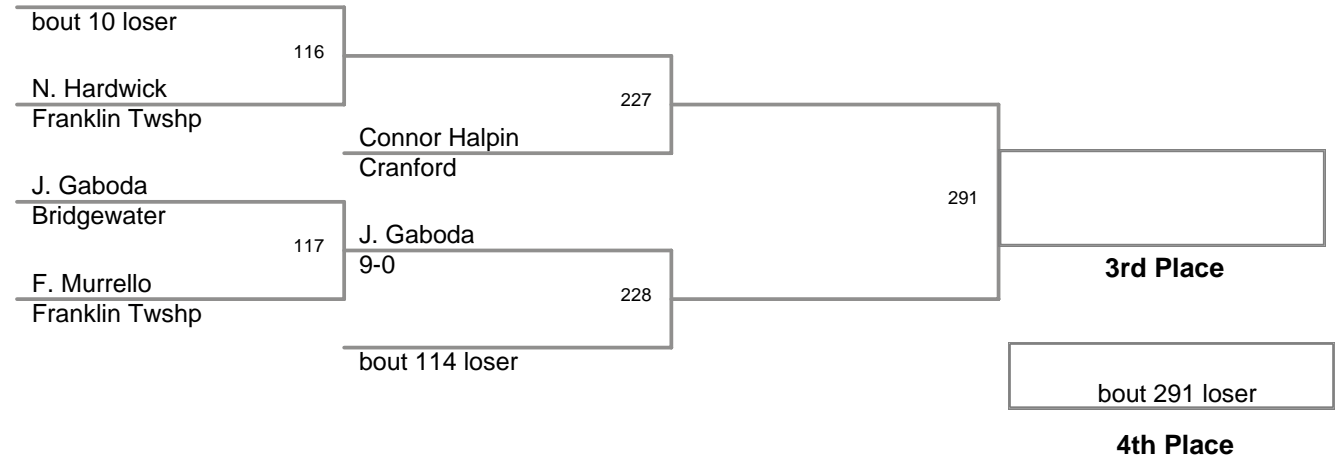 bout 10 loser
116
N. Hardwick
Franklin Twshp
227
Connor Halpin
Cranford
J. Gaboda
Bridgewater
291
117
J. Gaboda
9-0
3rd Place
F. Murrello
Franklin Twshp
228
bout 114 loser
bout 291 loser
4th Place